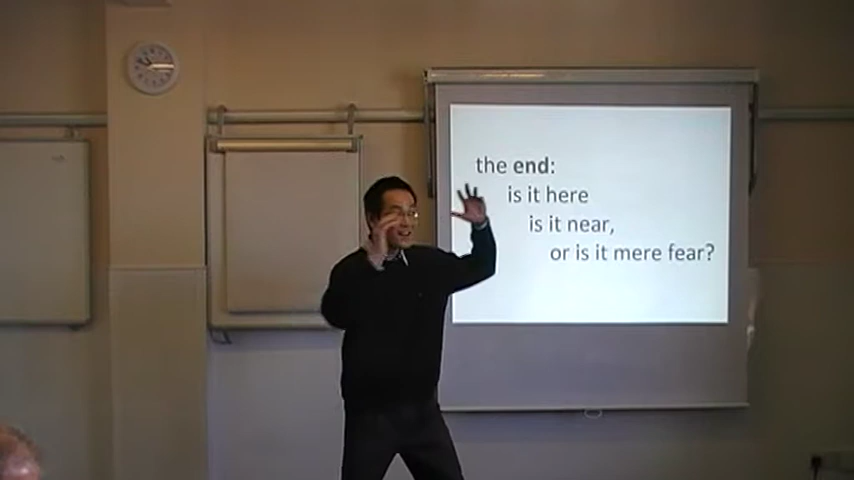 the end:
is it here
is it near,
or is it mere fear?